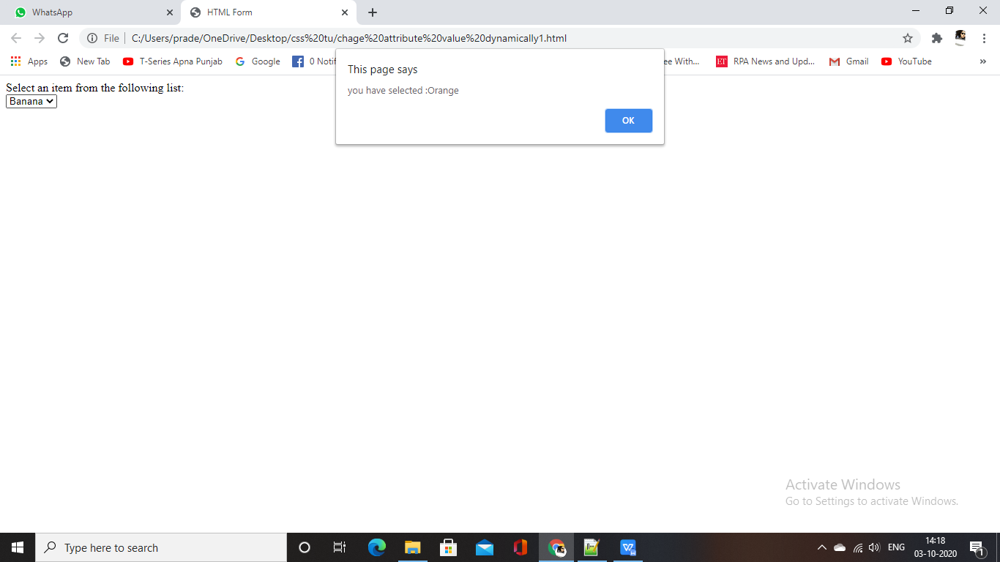 WhatsApp
HTML Form
File
C:/Users/prade/OneDrive/Desktop/css%20tu/chage%20attribute%20value%20dynamically1.html
Apps
New Tab
T-Series Apna Punjab
Google
0 Notif
ee With...
ET
RPA News and Upd...
Gmail
YouTube
»
This page says
you have selected :Orange
OK
Select an item from the following list:
Banana
Activate Windows
Go to Settings to activate Windows.
Type here to search
ENG
14:18
03-10-2020
1